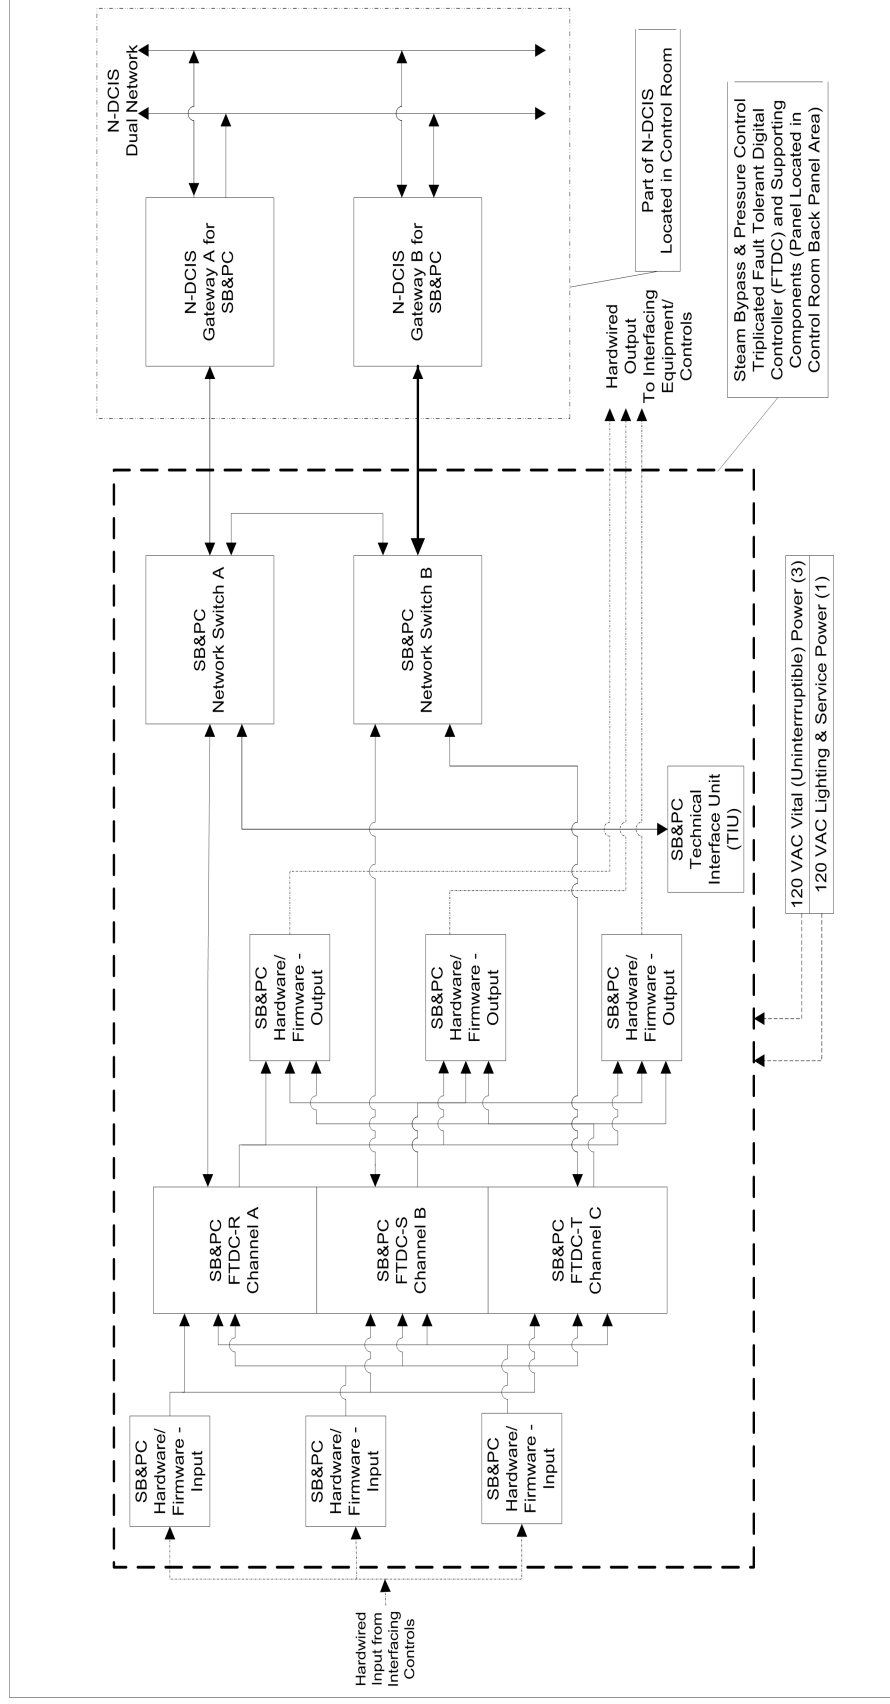 Hardwired
Input from
Interfacing
Controls
SB&PC
Hardware/
Firmware -
Input
SB&PC
Hardware/
Firmware -
Input
SB&PC
Hardware/
Firmware -
Input
SB&PC
FTDC-R
Channel A
SB&PC
FTDC-S
Channel B
SB&PC
FTDC-T
Channel C
SB&PC
Hardware/
Firmware -
Output
SB&PC
Hardware/
Firmware -
Output
SB&PC
Hardware/
Firmware -
Output
SB&PC
Technical
Interface Unit
(TIU)
SB&PC
Network Switch A
SB&PC
Network Switch B
120 VAC Vital (Uninterrruptible) Power (3)
120 VAC Lighting & Service Power (1)
Hardwired
Output
To Interfacing
Equipment/
Controls
N-DCIS
Gateway A for
SB&PC
N-DCIS
Gateway B for
SB&PC
N-DCIS
Dual Network
Part of N-DCIS
Located in Control Room
Steam Bypass & Pressure Control
Triplicated Fault Tolerant Digital
Controller (FTDC) and Supporting
Components (Panel Located in
Control Room Back Panel Area)